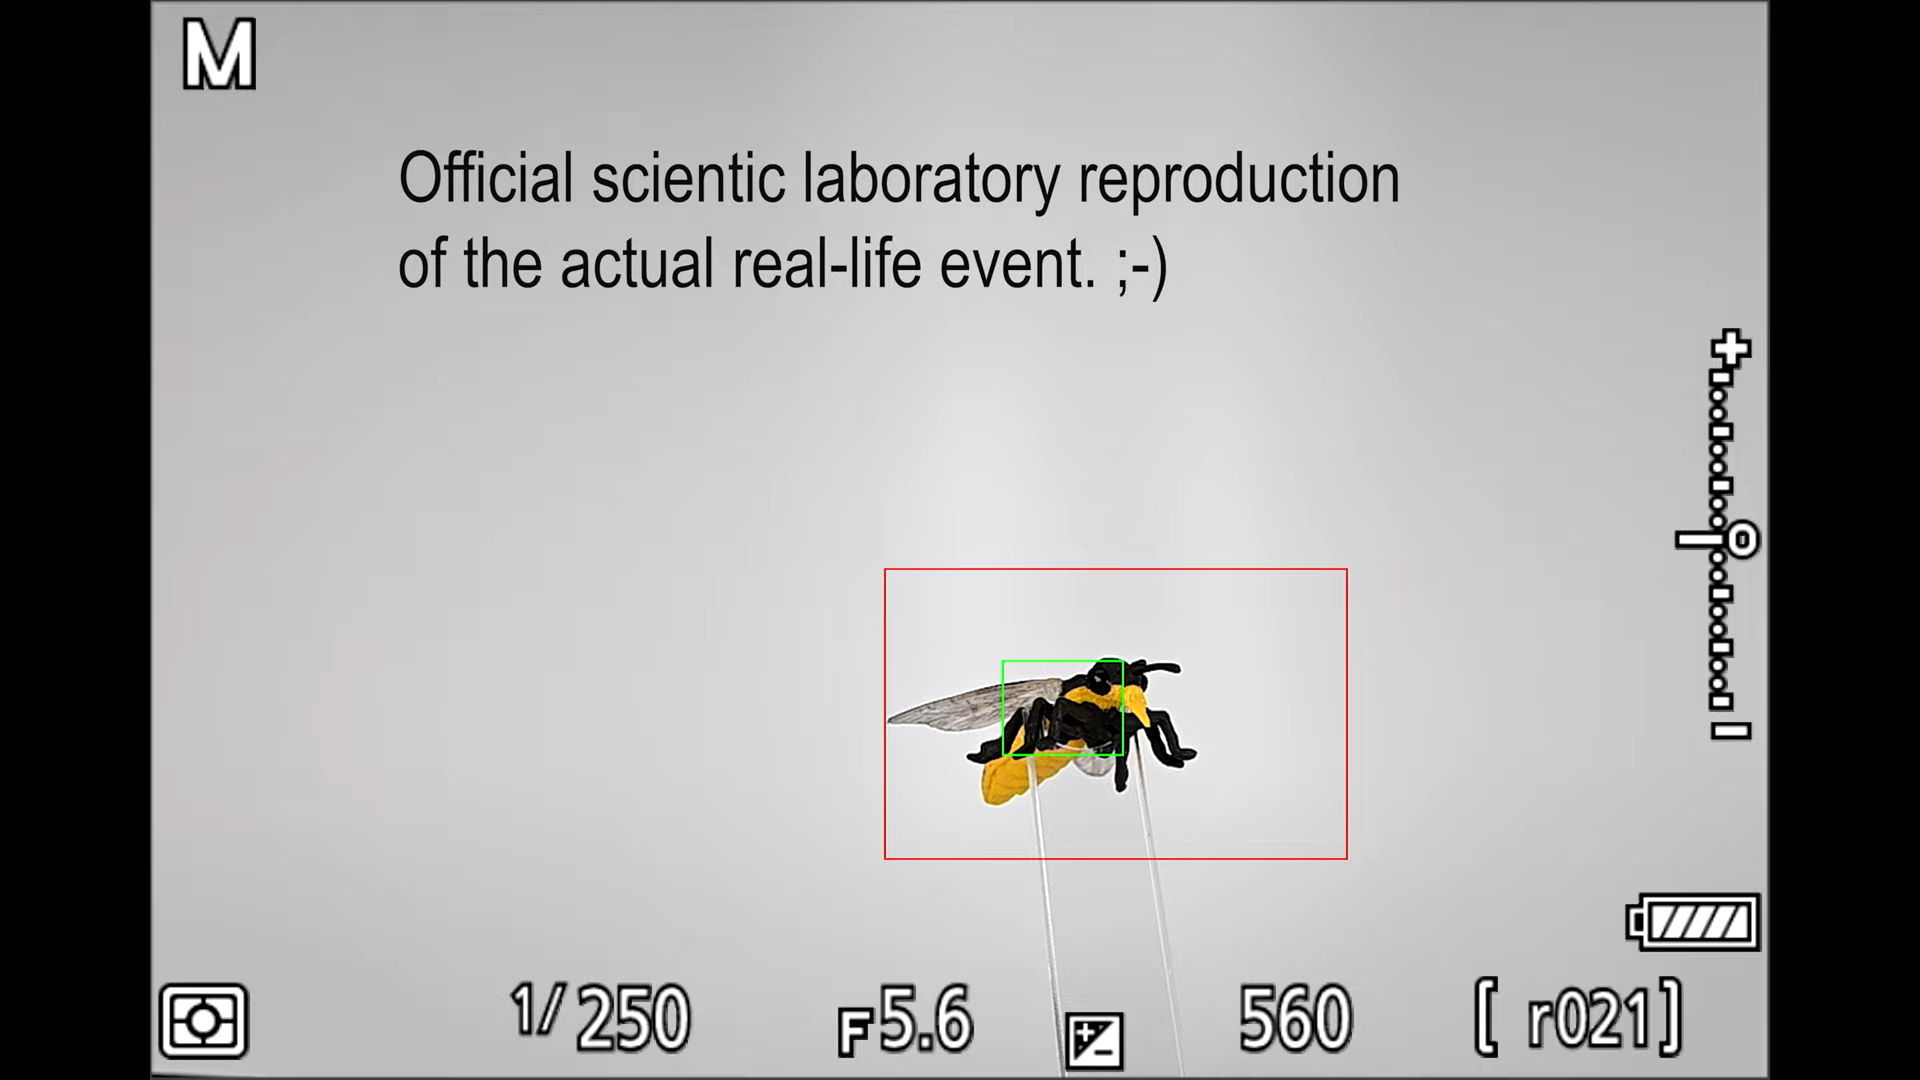 M
Official scientic laboratory reproduction
of the actual real-life event. ;-)
1/250 F5.6 560 [ r021]